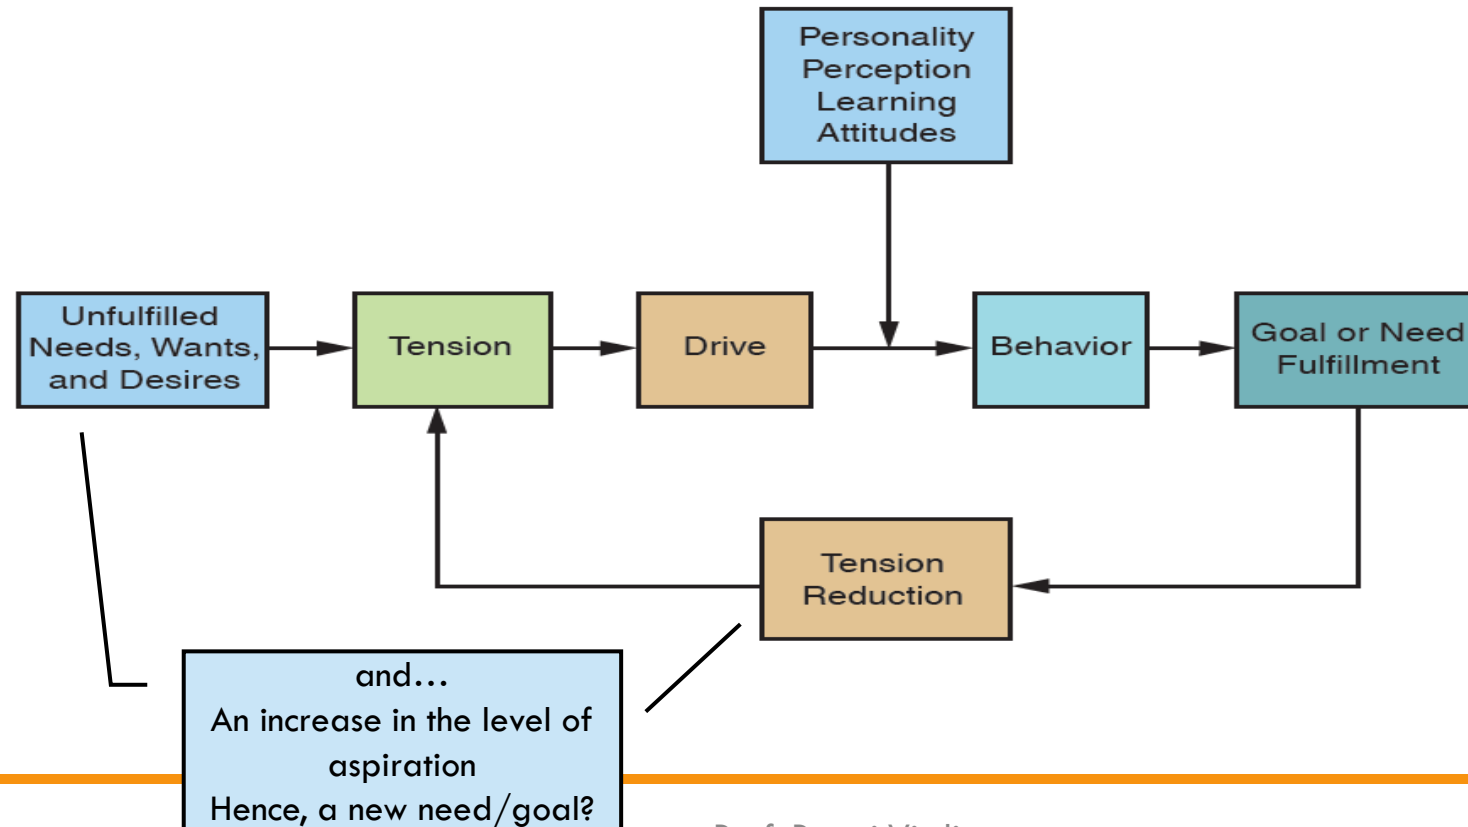 Personality
Perception
Learning
Attitudes
Unfulfilled
Needs, Wants,
and Desires
Tension
Drive
Behavior
Goal or Need
Fulfillment
Tension
Reduction
and...
An increase in the level of
aspiration
Hence, a new need/goal?